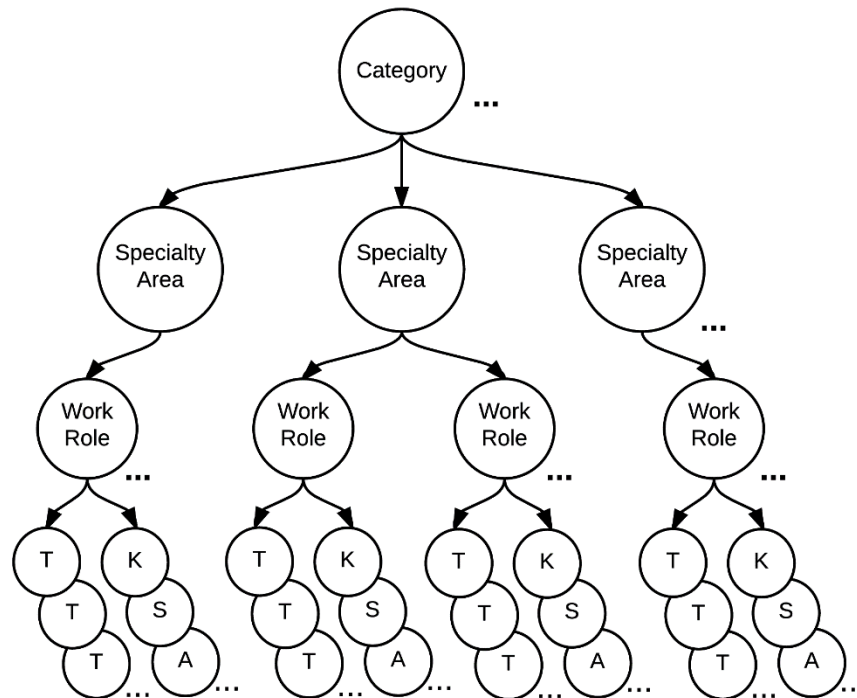 Category
...
Specialty
Area
Specialty
Area
Specialty
Area
...
Work
Role
...
Work
Role
Work
Role
...
Work
Role
...
T K T K T K T K
T S T S T S T S
T A T A T A T A
... ... ... ... ... ... ... ...